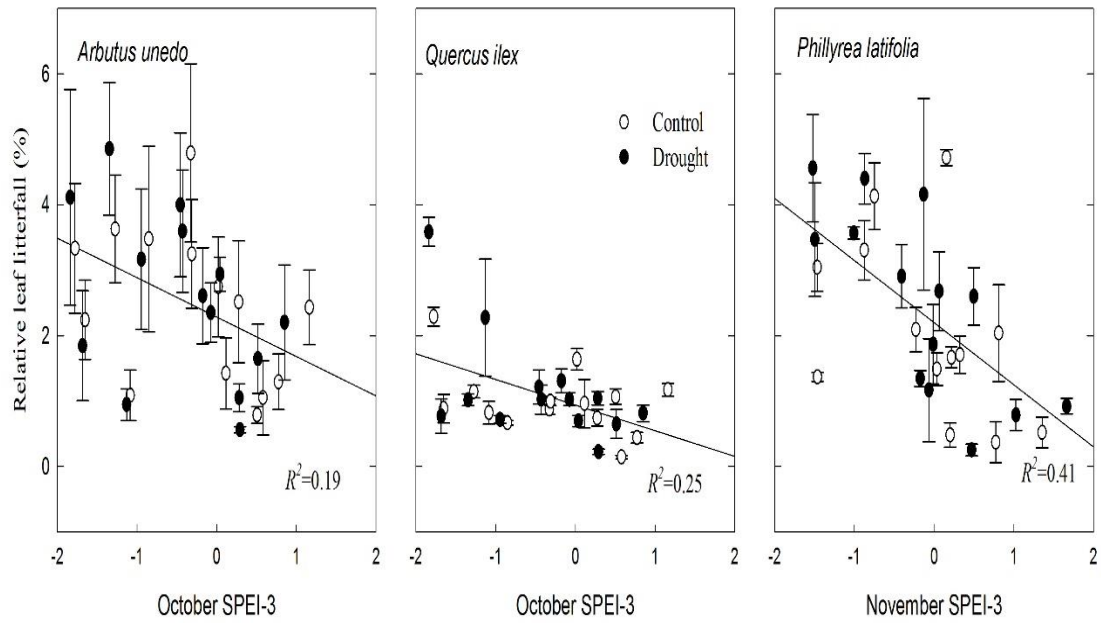 Relative leaf litterfall (%)
6
4
2
0
Arbutus unedo
R²=0.19
-2 -1 0 1 2
October SPEI-3
Quercus ilex
Control
Drought
R²=0.25
-2 -1 0 1 2
October SPEI-3
Phillyrea latifolia
R²=0.41
-2 -1 0 1 2
November SPEI-3